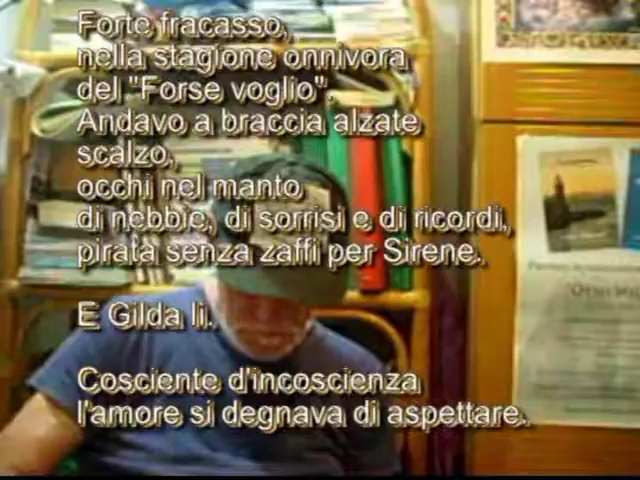 Forte fracasso,
nella stagione onnivora
del "Forse voglio".
Andavo a braccia alzate
scalzo,
occhi nel manto
di nebbie, di sorrisi e di ricordi,
pirata senza zaffi per Sirene.
E Gilda lì.
Cosciente d'incoscienza
l'amore si degnava di aspettare.